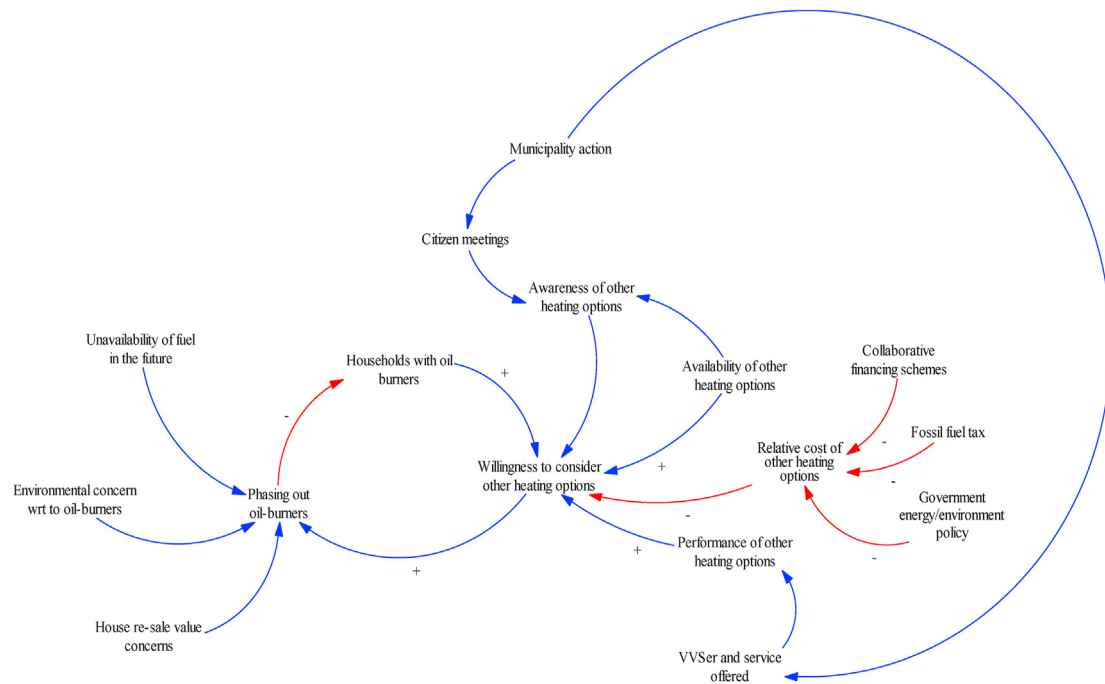 Municipality action
Citizen meetings
Awareness of other
heating options
Unavailability of fuel
in the future
Households with oil
burners
+
-
Availability of other
heating options
+
Collaborative
financing schemes
-
Fossil fuel tax
-
Relative cost of
other heating
options
Government
energy/environment
policy
-
Willingness to consider
other heating options
-
Environmental concern
wrt to oil-burners
Phasing out
oil-burners
+
Performance of other
heating options
+
House re-sale value
concerns
VVSer and service
offered